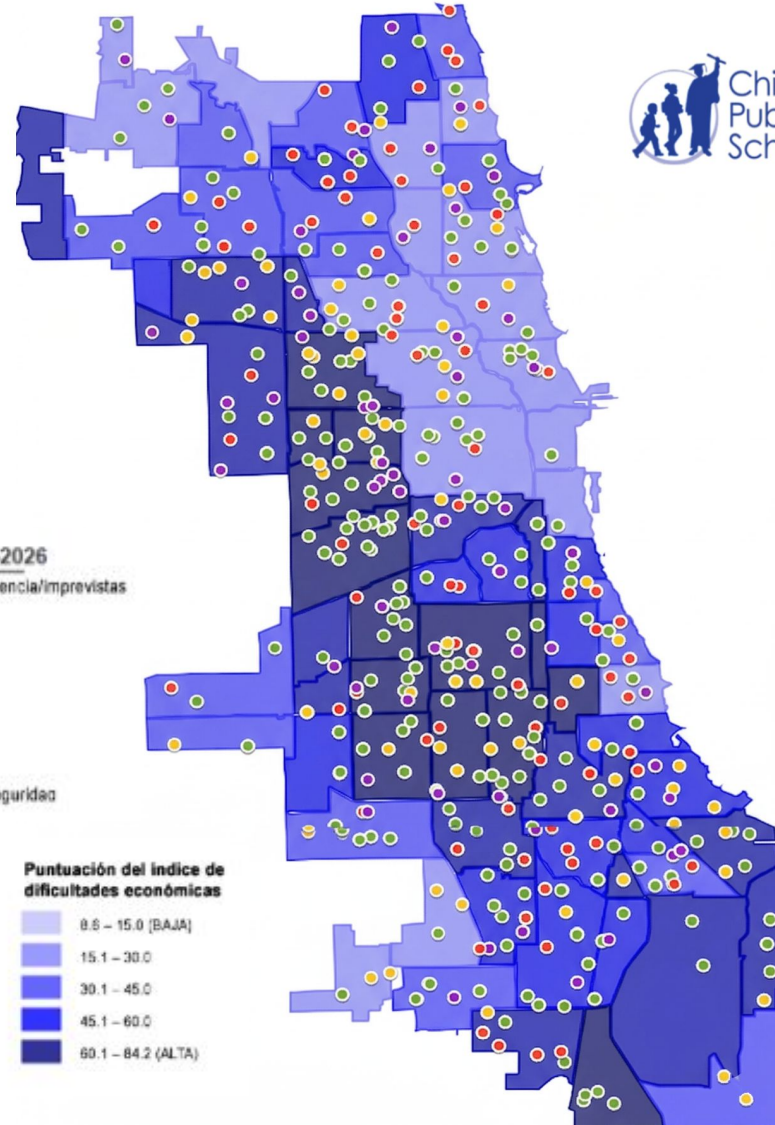 Chi
Pub
Sch
2026
encia/imprevistas
guridad
Puntuación del índice de
dificultades económicas
8.6 – 15.0 (BAJA)
15.1 – 30.0
30.1 – 45.0
45.1 – 60.0
60.1 – 84.2 (ALTA)